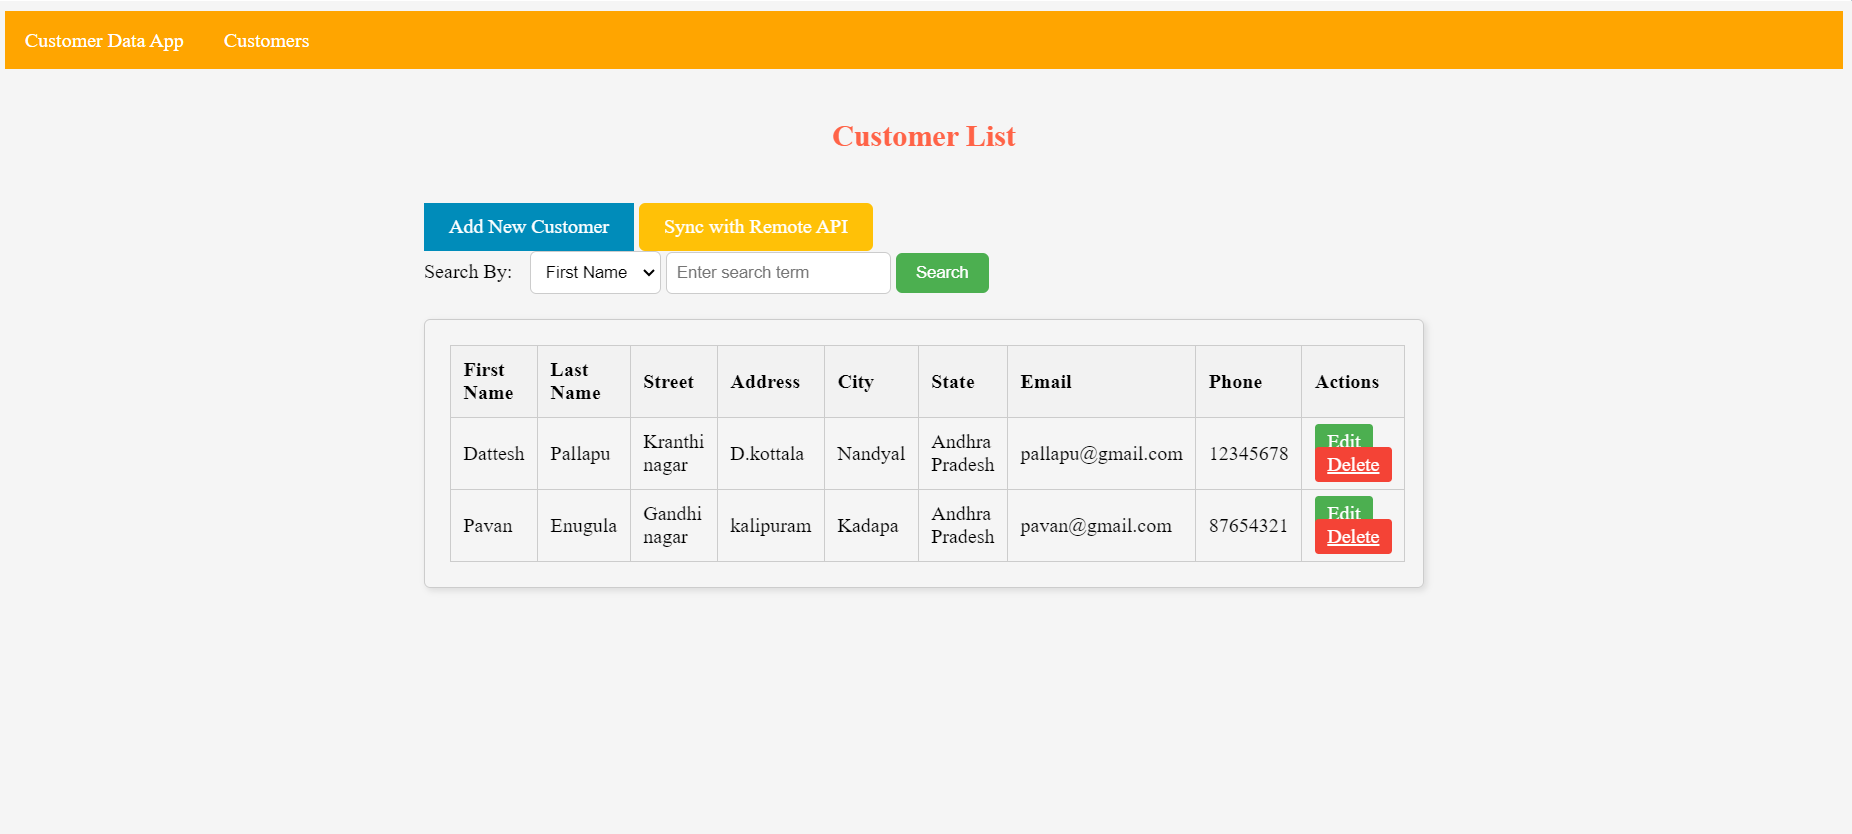 Customer Data App Customers
Customer List
Add New Customer Sync with Remote API
Search By: First Name Enter search term Search
First Name Last Name Street Address City State Email Phone Actions
Dattesh Pallapu Kranthi nagar D.kottala Nandyal Andhra Pradesh pallapu@gmail.com 12345678 Edit Delete
Pavan Enugula Gandhi nagar kalipuram Kadapa Andhra Pradesh pavan@gmail.com 87654321 Edit Delete